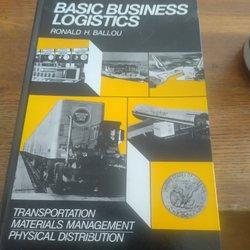 BASIC BUSINESS
LOGISTICS
RONALD H. BALLOU
TRANSPORTATION
MATERIALS MANAGEMENT
PHYSICAL DISTRIBUTION